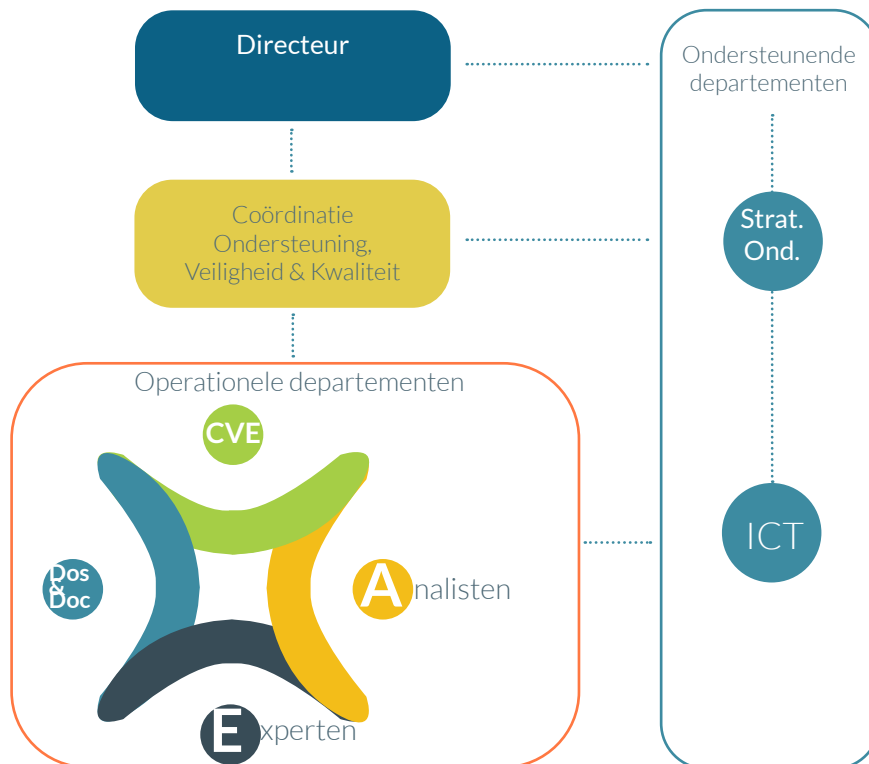 Directeur
Ondersteunende
departementen
Coördinatie
Ondersteuning,
Veiligheid & Kwaliteit
Strat.
Ond.
Operationele departementen
CVE
ICT
Dos
&
Doc
Analisten
Experten